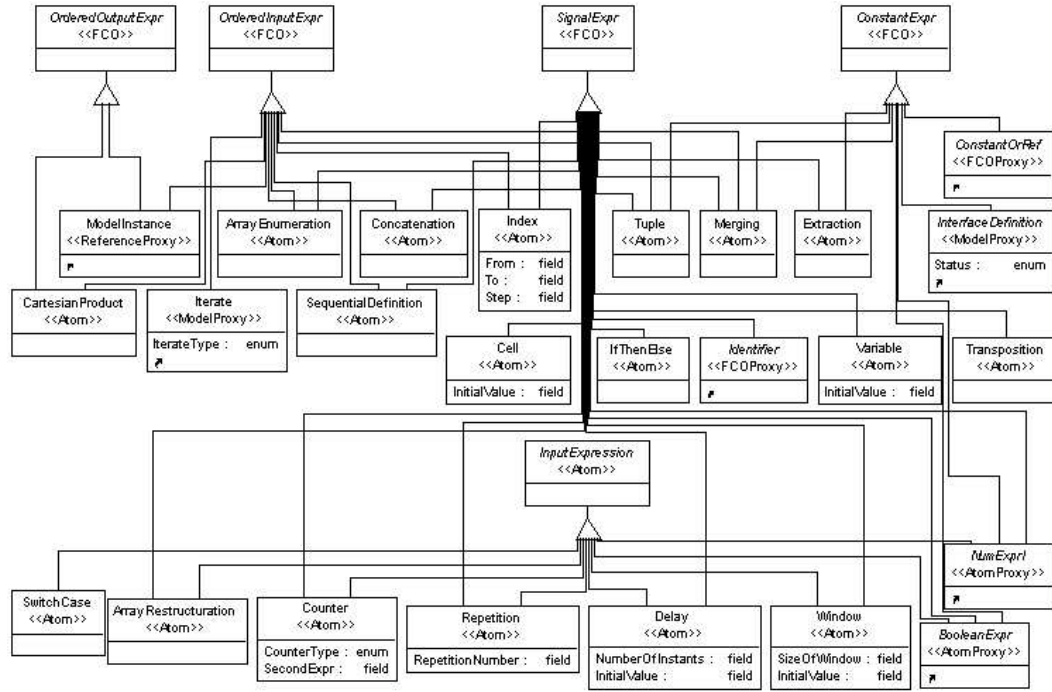 OrderedOutputExpr
<<FCO>>
OrderedInputExpr
<<FCO>>
SignalExpr
<<FCO>>
ConstantExpr
<<FCO>>
ConstantOrRef
<<FCOProxy>>
ModelInstance
<<ReferenceProxy>>
ArrayEnumeration
<<Atom>>
Concatenation
<<Atom>>
Index
<<Atom>>
From : field
To : field
Step : field
Tuple
<<Atom>>
Merging
<<Atom>>
Extraction
<<Atom>>
InterfaceDefinition
<<ModelProxy>>
Status : enum
CartesianProduct
<<Atom>>
Iterate
<<ModelProxy>>
IterateType : enum
SequentialDefinition
<<Atom>>
Cell
<<Atom>>
InitialValue : field
IfThenElse
<<Atom>>
Identifier
<<FCOProxy>>
Variable
<<Atom>>
InitialValue : field
Transposition
<<Atom>>
InputExpression
<<Atom>>
NumExprI
<<AtomProxy>>
SwitchCase
<<Atom>>
ArrayRestructuration
<<Atom>>
Counter
<<Atom>>
CounterType : enum
SecondExpr : field
Repetition
<<Atom>>
RepetitionNumber : field
Delay
<<Atom>>
NumberOfInstants : field
InitialValue : field
Window
<<Atom>>
SizeOfWindow : field
InitialValue : field
BooleanExpr
<<AtomProxy>>